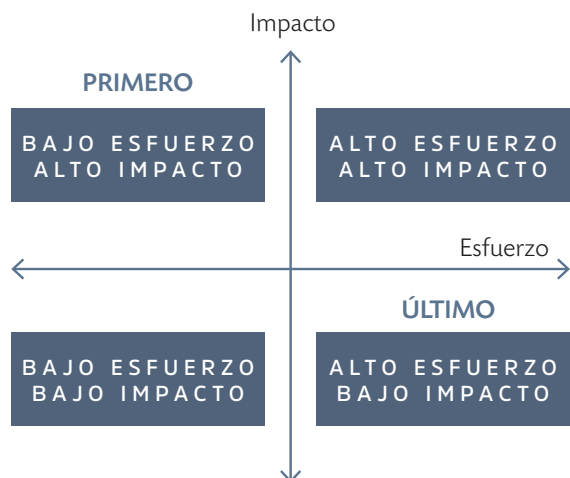 Impacto
PRIMERO
BAJO ESFUERZO
ALTO IMPACTO
ALTO ESFUERZO
ALTO IMPACTO
Esfuerzo
ÚLTIMO
BAJO ESFUERZO
BAJO IMPACTO
ALTO ESFUERZO
BAJO IMPACTO